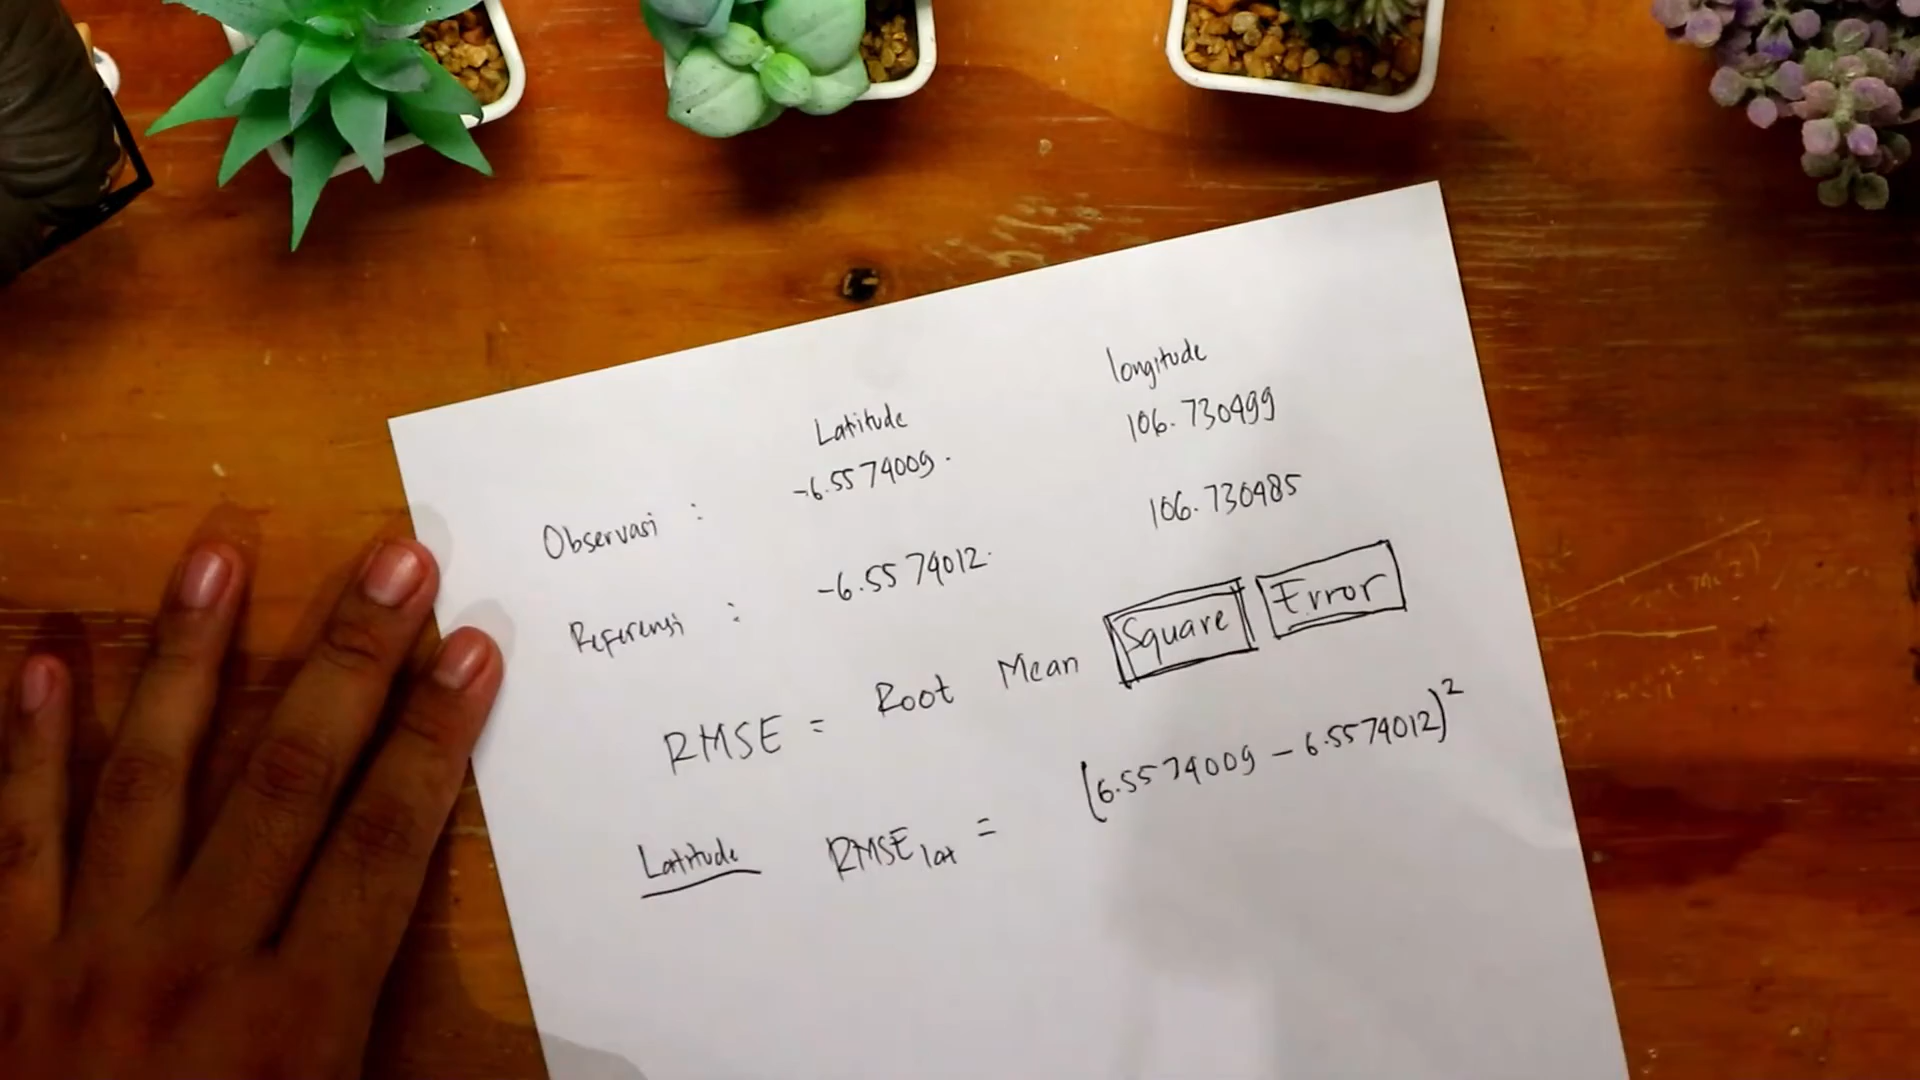 Latitude longitude
Observasi : -6.5574009. 106.730499
Referensi : -6.5574012. 106.730485
RMSE = Root Mean Square Error
Latitude RMSE lat = (6.5574009 - 6.5574012)²